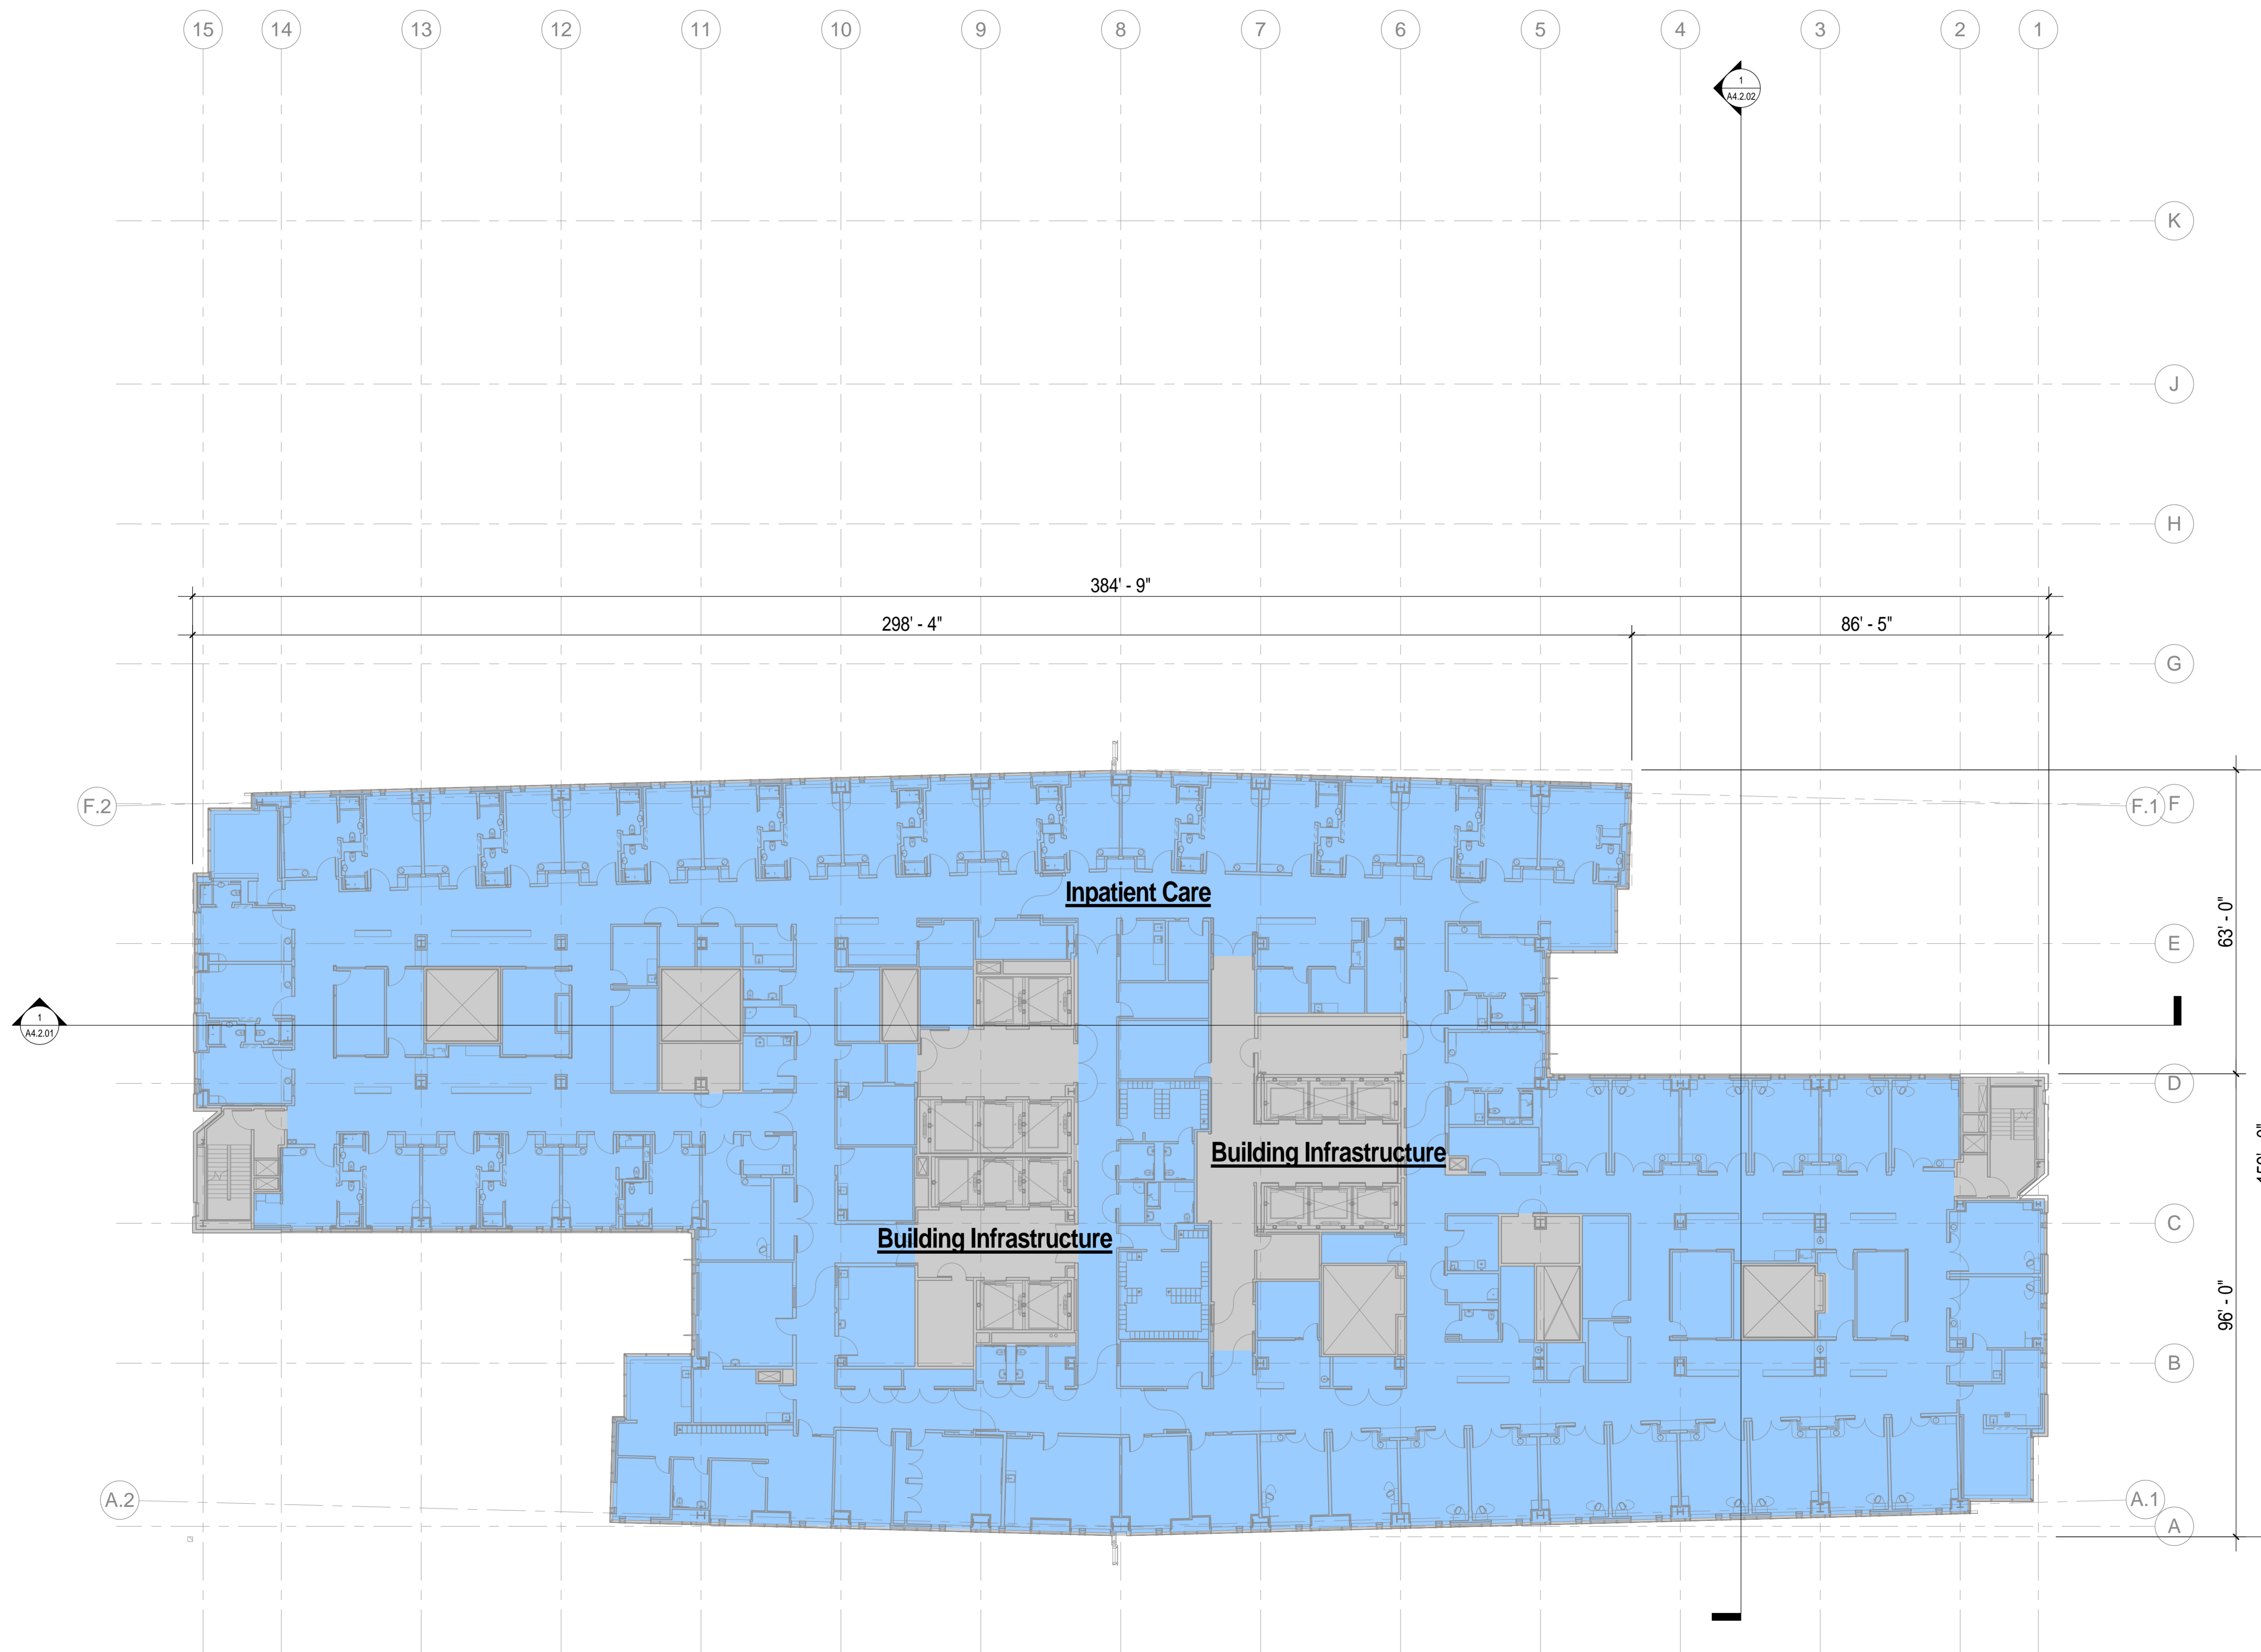 15 14 13 12 11 10 9 8 7 6 5 4 3 2 1
1
A4.2.02
K
J
H
384' - 9"
298' - 4" 86' - 5"
G
F.2 F.1 F
Inpatient Care
63' - 0"
E
1
A4.2.01
D
Building Infrastructure
C
Building Infrastructure
96' - 0"
B
A.2 A.1
A